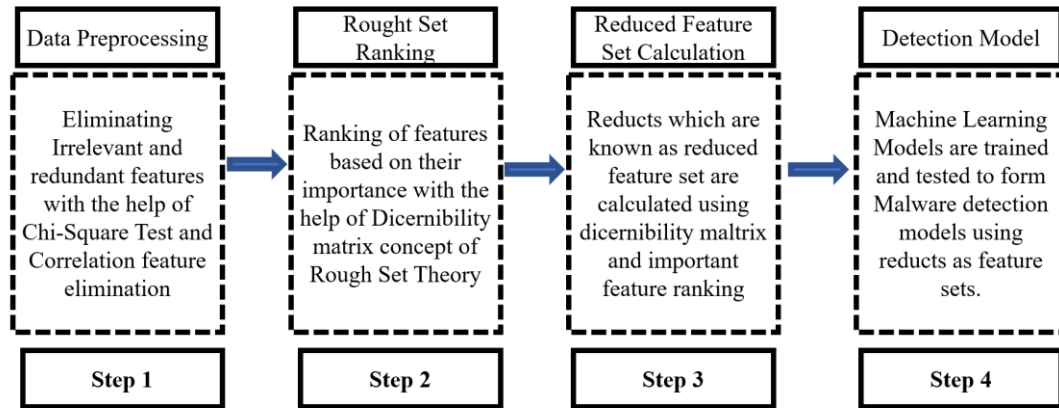 Data Preprocessing
Eliminating
Irrelevant and
redundant features
with the help of
Chi-Square Test and
Correlation feature
elimination
Step 1
Rought Set
Ranking
Ranking of features
based on their
importance with the
help of Dicernibility
matrix concept of
Rough Set Theory
Step 2
Reduced Feature
Set Calculation
Reducts which are
known as reduced
feature set are
calculated using
dicernibility maltrix
and important
feature ranking
Step 3
Detection Model
Machine Learning
Models are trained
and tested to form
Malware detection
models using
reducts as feature
sets.
Step 4